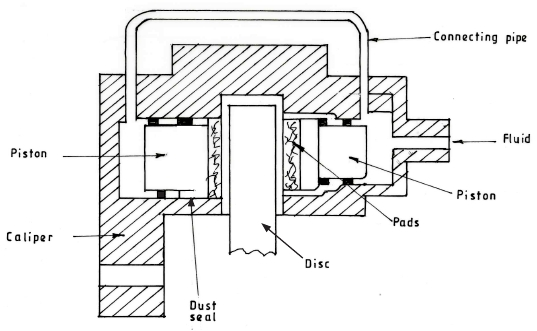 Connecting pipe
Fluid
Piston
Piston
Pads
Caliper
Disc
Dust
seal